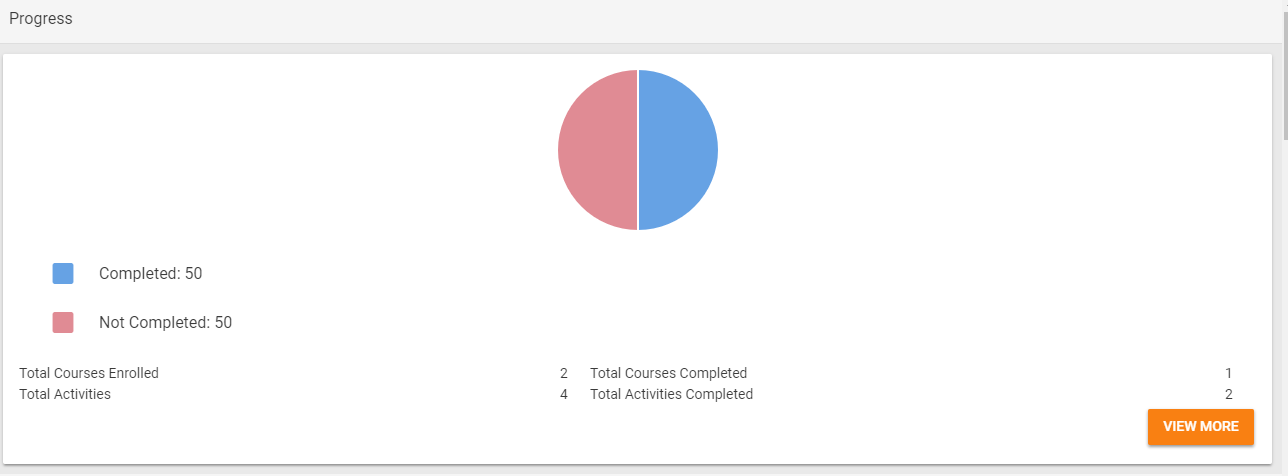 Progress
Completed: 50
Not Completed: 50
Total Courses Enrolled 2 Total Courses Completed 1
Total Activities 4 Total Activities Completed 2
VIEW MORE